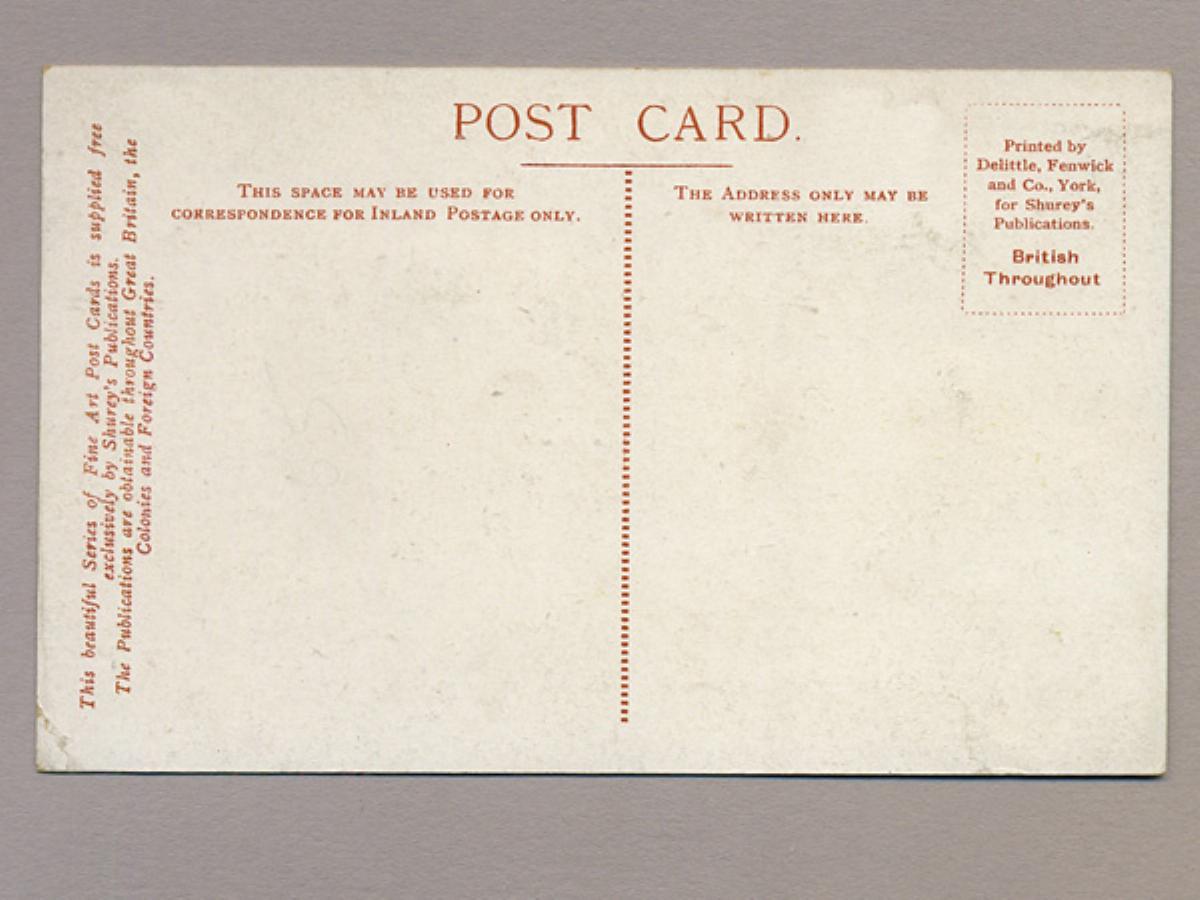 POST CARD.
THIS SPACE MAY BE USED FOR
CORRESPONDENCE FOR INLAND POSTAGE ONLY.
THE ADDRESS ONLY MAY BE
WRITTEN HERE.
Printed by
Delittle, Fenwick
and Co., York,
for Shurey's
Publications.
British
Throughout
This beautiful Series of Fine Art Post Cards is supplied free
exclusively by Shurey's Publications.
The Publications are obtainable throughout Great Britain, the
Colonies and Foreign Countries.